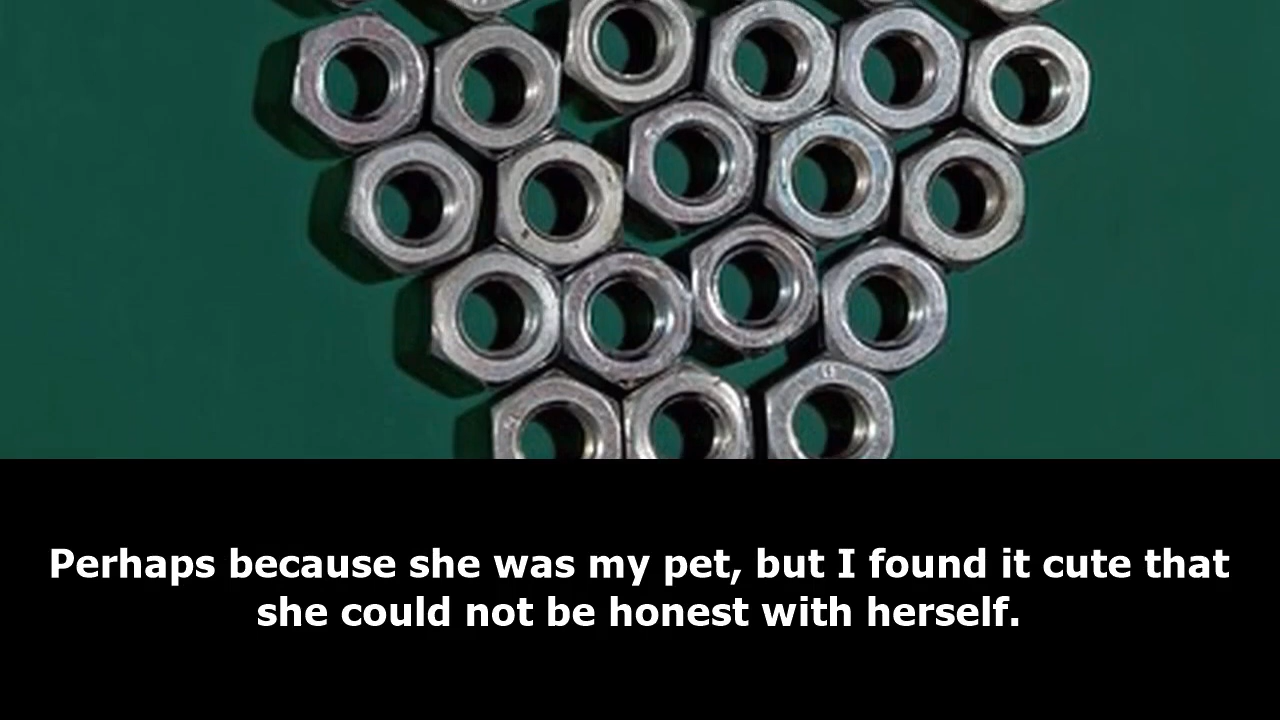 Perhaps because she was my pet, but I found it cute that
she could not be honest with herself.